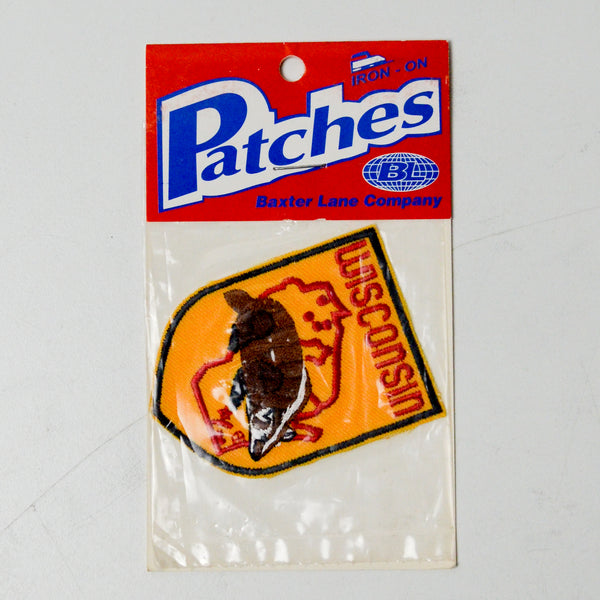 IRON - ON
Patches
BL
Baxter Lane Company
WISCONSIN